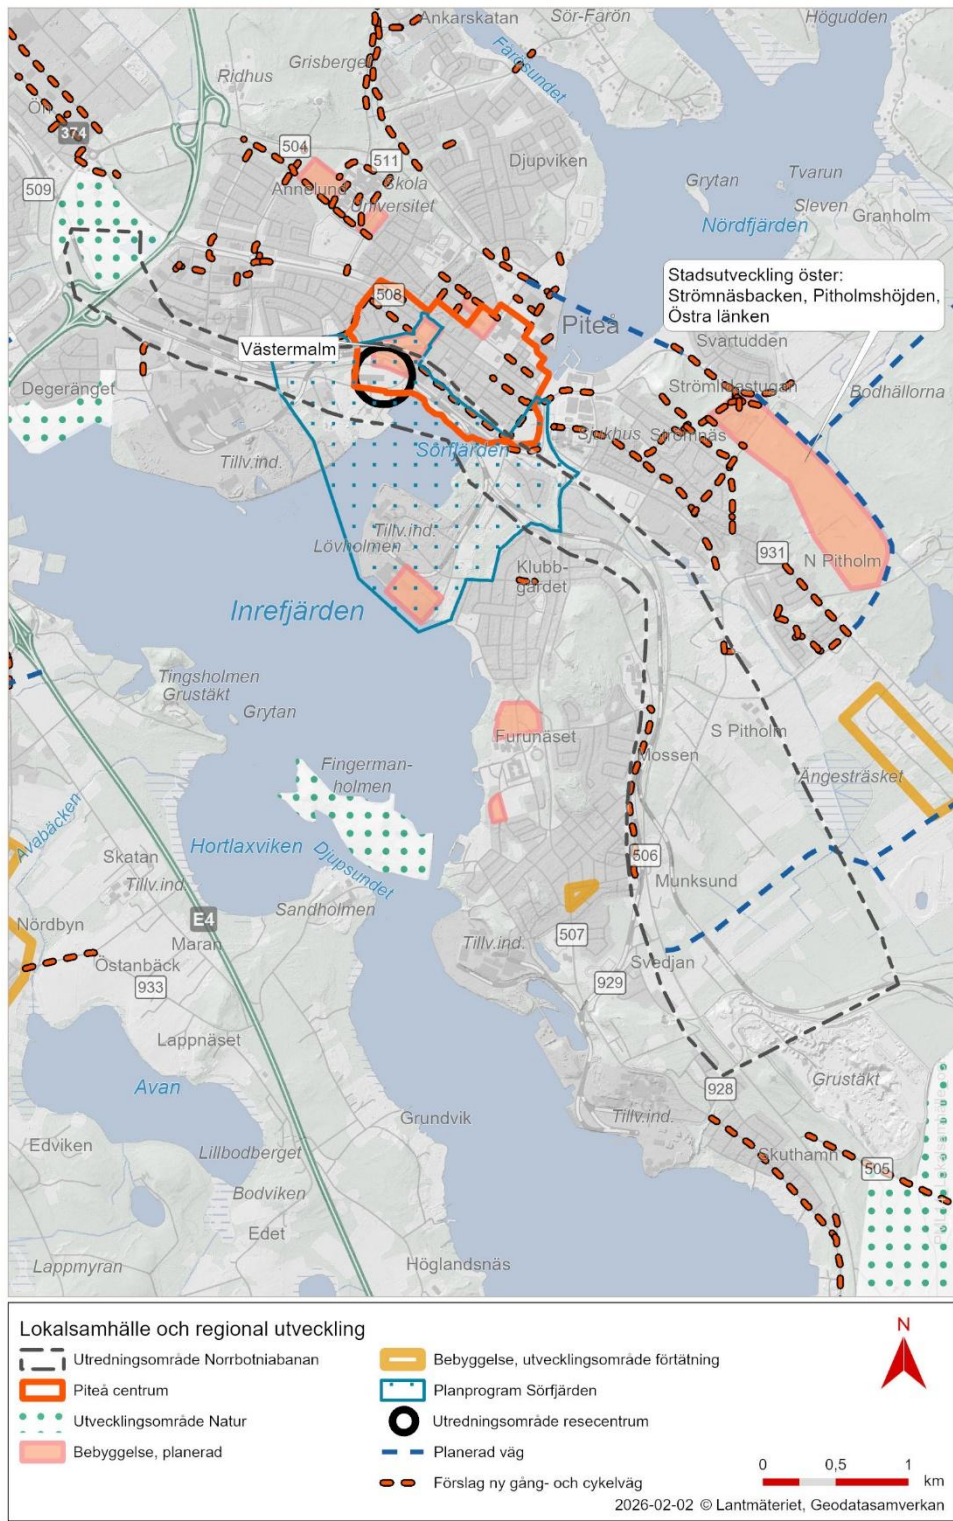 Ankarskatan
Sör-Farön
Högudden
Grisberget
Ridhus
Farösundet
374
504
511
Djupviken
Annelund
Skola
Universitet
509
Grytan
Tvarun
Sleven
Granholm
Nördfjärden
Stadsutveckling öster:
Strömnäsbacken, Pitholmshöjden,
Östra länken
508
Piteå
Västermalm
Svartudden
Degeränget
Strömnästugan
Bodhällorna
Sjukhus
Strömnäs
Sörfjärden
Tillv.ind.
Tillv.ind.
Lövholmen
931
N Pitholm
Klubb-
gärdet
Inrefjärden
Tingsholmen
Grustäkt
Grytan
Furunäset
S Pitholm
Mossen
Ängesträsket
Fingerman-
holmen
Avabäcken
Hortlaxviken
Djupsundet
Skatan
Tillv.ind.
506
Munksund
Sandholmen
E4
Nördbyn
Maran
507
Tillv.ind.
Östanbäck
Svedjan
933
929
Lappnäset
Avan
928
Grustäkt
Grundvik
Tillv.ind.
Edviken
Lillbodberget
Skuthamn
505
Bodviken
Edet
Lappmyran
Höglandsnäs
Lokalsamhälle och regional utveckling
N
Utredningsområde Norrbotniabanan
Bebyggelse, utvecklingsområde förtätning
Piteå centrum
Planprogram Sörfjärden
Utvecklingsområde Natur
Utredningsområde resecentrum
Bebyggelse, planerad
Planerad väg
Förslag ny gång- och cykelväg
0 0,5 1
km
2026-02-02 © Lantmäteriet, Geodatasamverkan